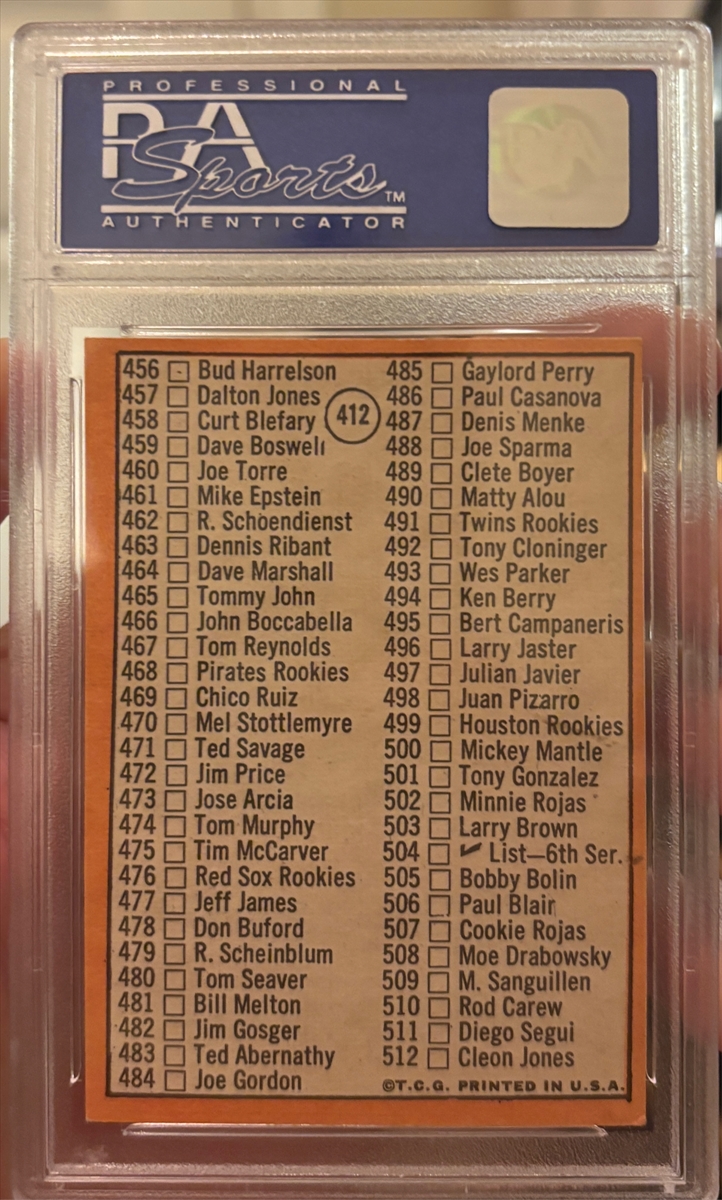 PROFESSIONAL
PSA
Sports™
AUTHENTICATOR
412
456 Bud Harrelson
457 Dalton Jones
458 Curt Blefary
459 Dave Boswell
460 Joe Torre
461 Mike Epstein
462 R. Schoendienst
463 Dennis Ribant
464 Dave Marshall
465 Tommy John
466 John Boccabella
467 Tom Reynolds
468 Pirates Rookies
469 Chico Ruiz
470 Mel Stottlemyre
471 Ted Savage
472 Jim Price
473 Jose Arcia
474 Tom Murphy
475 Tim McCarver
476 Red Sox Rookies
477 Jeff James
478 Don Buford
479 R. Scheinblum
480 Tom Seaver
481 Bill Melton
482 Jim Gosger
483 Ted Abernathy
484 Joe Gordon
485 Gaylord Perry
486 Paul Casanova
487 Denis Menke
488 Joe Sparma
489 Clete Boyer
490 Matty Alou
491 Twins Rookies
492 Tony Cloninger
493 Wes Parker
494 Ken Berry
495 Bert Campaneris
496 Larry Jaster
497 Julian Javier
498 Juan Pizarro
499 Houston Rookies
500 Mickey Mantle
501 Tony Gonzalez
502 Minnie Rojas
503 Larry Brown
504 ✔ List—6th Ser.
505 Bobby Bolin
506 Paul Blair
507 Cookie Rojas
508 Moe Drabowsky
509 M. Sanguillen
510 Rod Carew
511 Diego Segui
512 Cleon Jones
©T.C.G. PRINTED IN U.S.A.